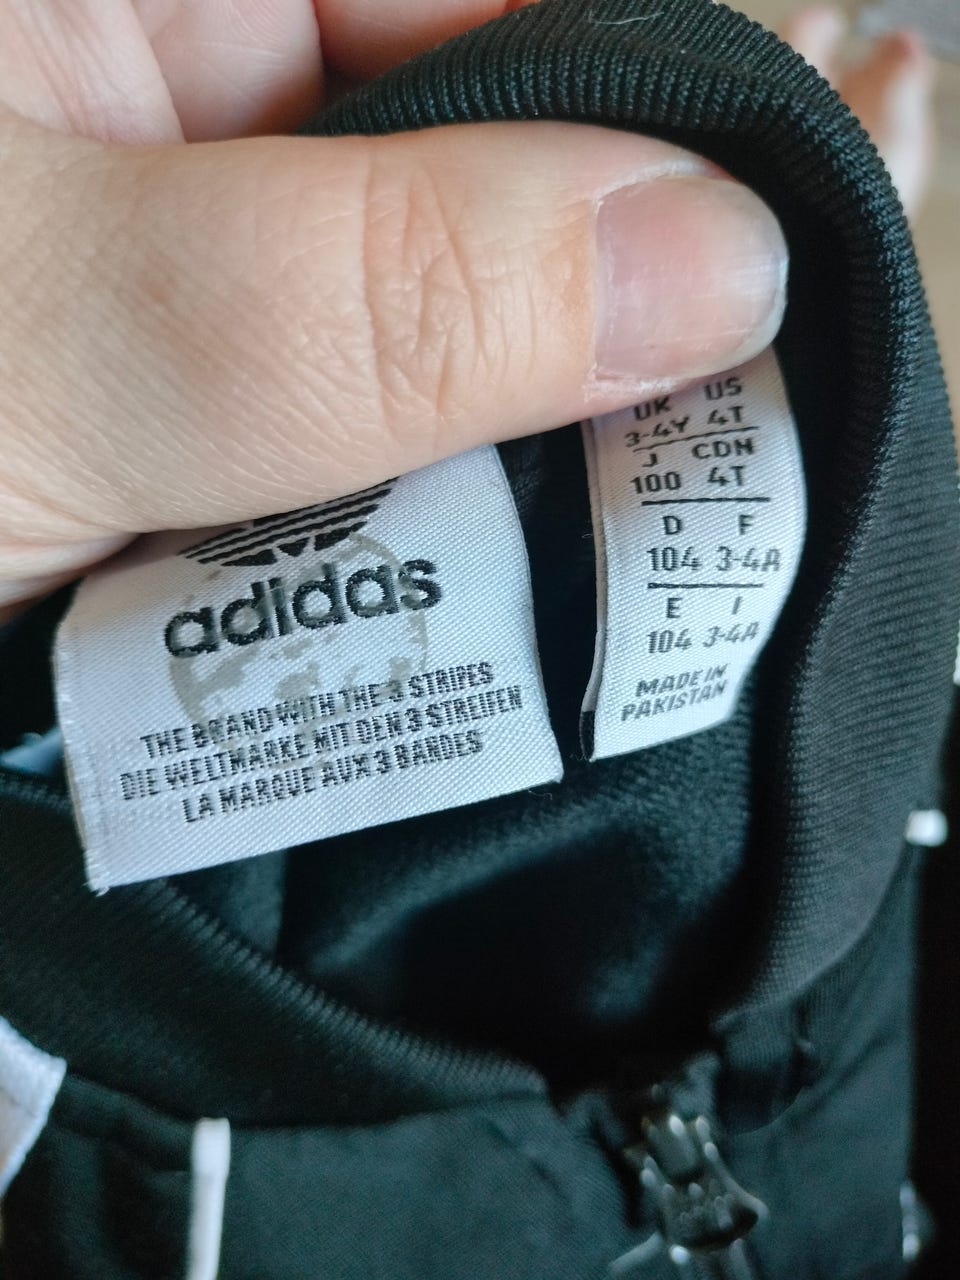 adidas
THE BRAND WITH THE 3 STRIPES
DIE WELTMARKE MIT DEN 3 STREIFEN
LA MARQUE AUX 3 BANDES
UK US
3-4Y 4T
J CDN
100 4T
D F
104 3-4A
E I
104 3-4A
MADE IN
PAKISTAN